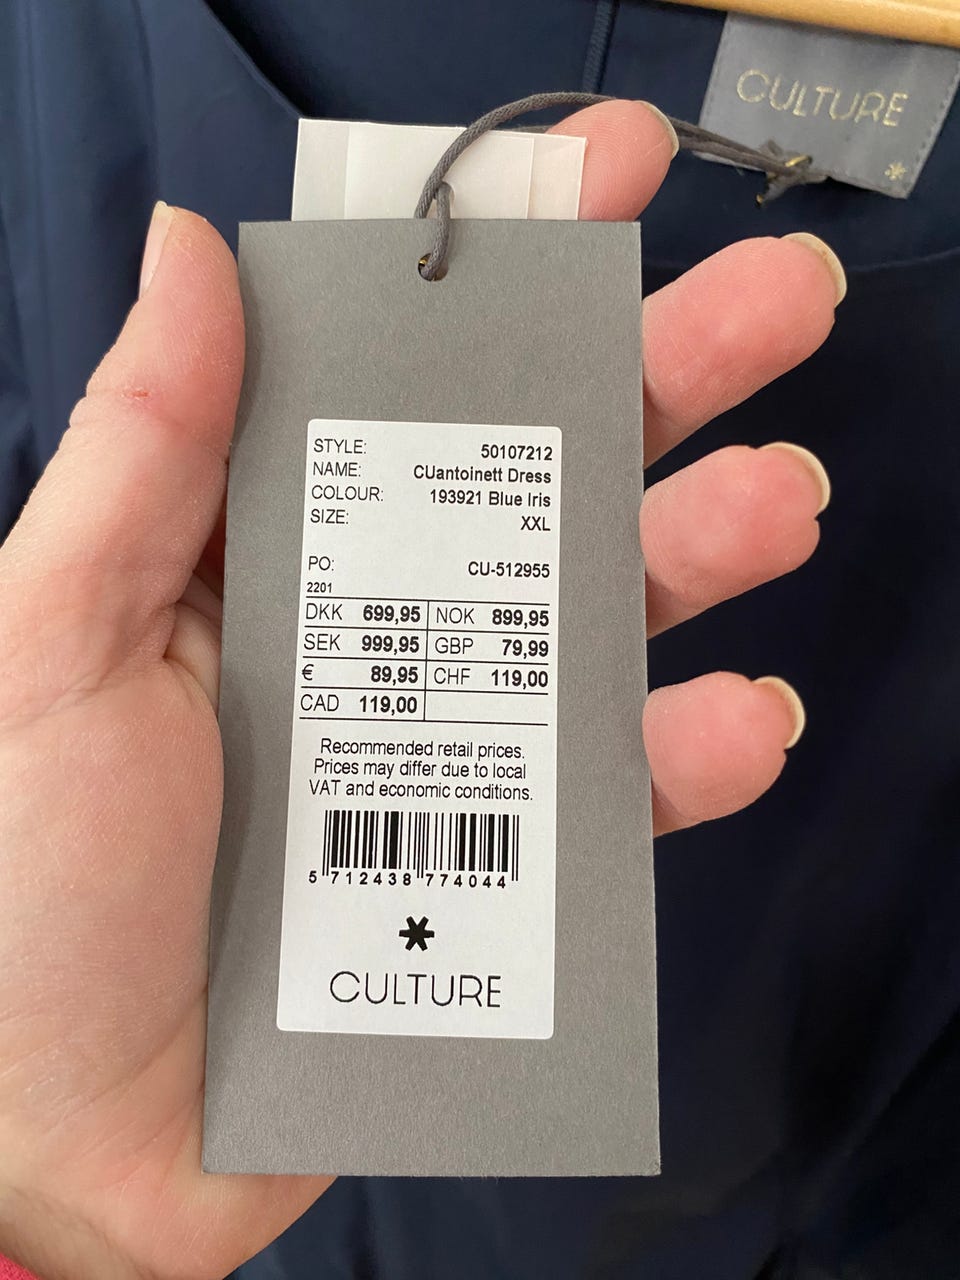 CULTURE
*
STYLE: 50107212
NAME: CUantoinett Dress
COLOUR: 193921 Blue Iris
SIZE: XXL
PO: CU-512955
2201
DKK 699,95 NOK 899,95
SEK 999,95 GBP 79,99
€ 89,95 CHF 119,00
CAD 119,00
Recommended retail prices.
Prices may differ due to local
VAT and economic conditions.
5 712438 774044
*
CULTURE